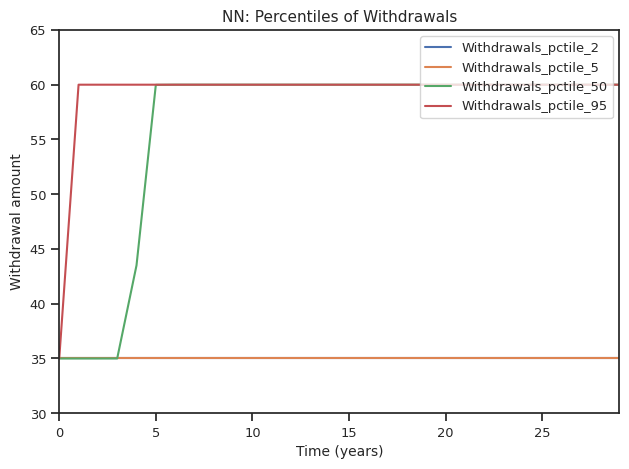 NN: Percentiles of Withdrawals
65
60
55
50
45
40
35
30
Withdrawal amount
Withdrawals_pctile_2
Withdrawals_pctile_5
Withdrawals_pctile_50
Withdrawals_pctile_95
0 5 10 15 20 25
Time (years)